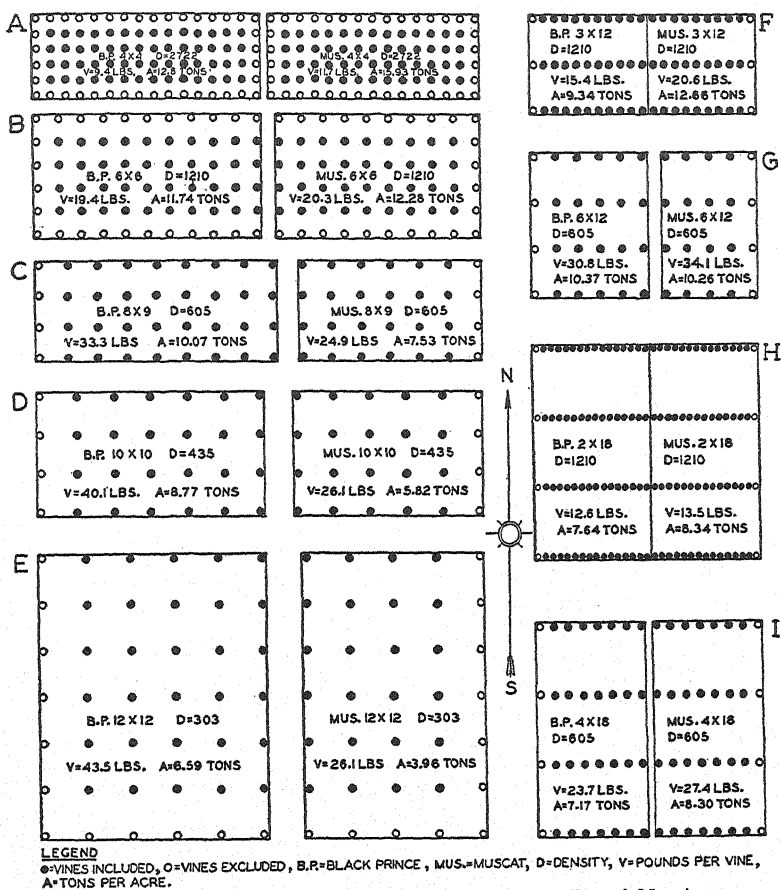 A
B.P. 4X4 D=2722
V=9.4 LBS. A=12.8 TONS
MUS. 4X4 D=2722
V=11.7 LBS. A=15.93 TONS
B
B.P. 6X6 D=1210
V=19.4 LBS. A=11.74 TONS
MUS. 6X6 D=1210
V=20.3 LBS. A=12.28 TONS
C
B.P. 8X9 D=605
V=33.3 LBS A=10.07 TONS
MUS. 8X9 D=605
V=24.9 LBS A=7.53 TONS
D
B.P. 10X10 D=435
V=40.1 LBS. A=8.77 TONS
MUS. 10X10 D=435
V=26.1 LBS A=5.82 TONS
E
B.P. 12X12 D=303
V=43.5 LBS. A=6.59 TONS
MUS. 12X12 D=303
V=26.1 LBS A=3.96 TONS
F
B.P. 3X12
D=1210
V=15.4 LBS.
A=9.34 TONS
MUS. 3X12
D=1210
V=20.6 LBS.
A=12.66 TONS
G
B.P. 6X12
D=605
V=30.8 LBS.
A=10.37 TONS
MUS. 6X12
D=605
V=34.1 LBS.
A=10.26 TONS
N
S
H
B.P. 2X18
D=1210
V=12.6 LBS.
A=7.64 TONS
MUS. 2X18
D=1210
V=13.5 LBS.
A=8.34 TONS
I
B.P. 4X18
D=605
V=23.7 LBS.
A=7.17 TONS
MUS. 4X18
D=605
V=27.4 LBS.
A=8.30 TONS
LEGEND
●=VINES INCLUDED, O=VINES EXCLUDED, B.P.=BLACK PRINCE, MUS.=MUSCAT, D=DENSITY, V=POUNDS PER VINE,
A=TONS PER ACRE.